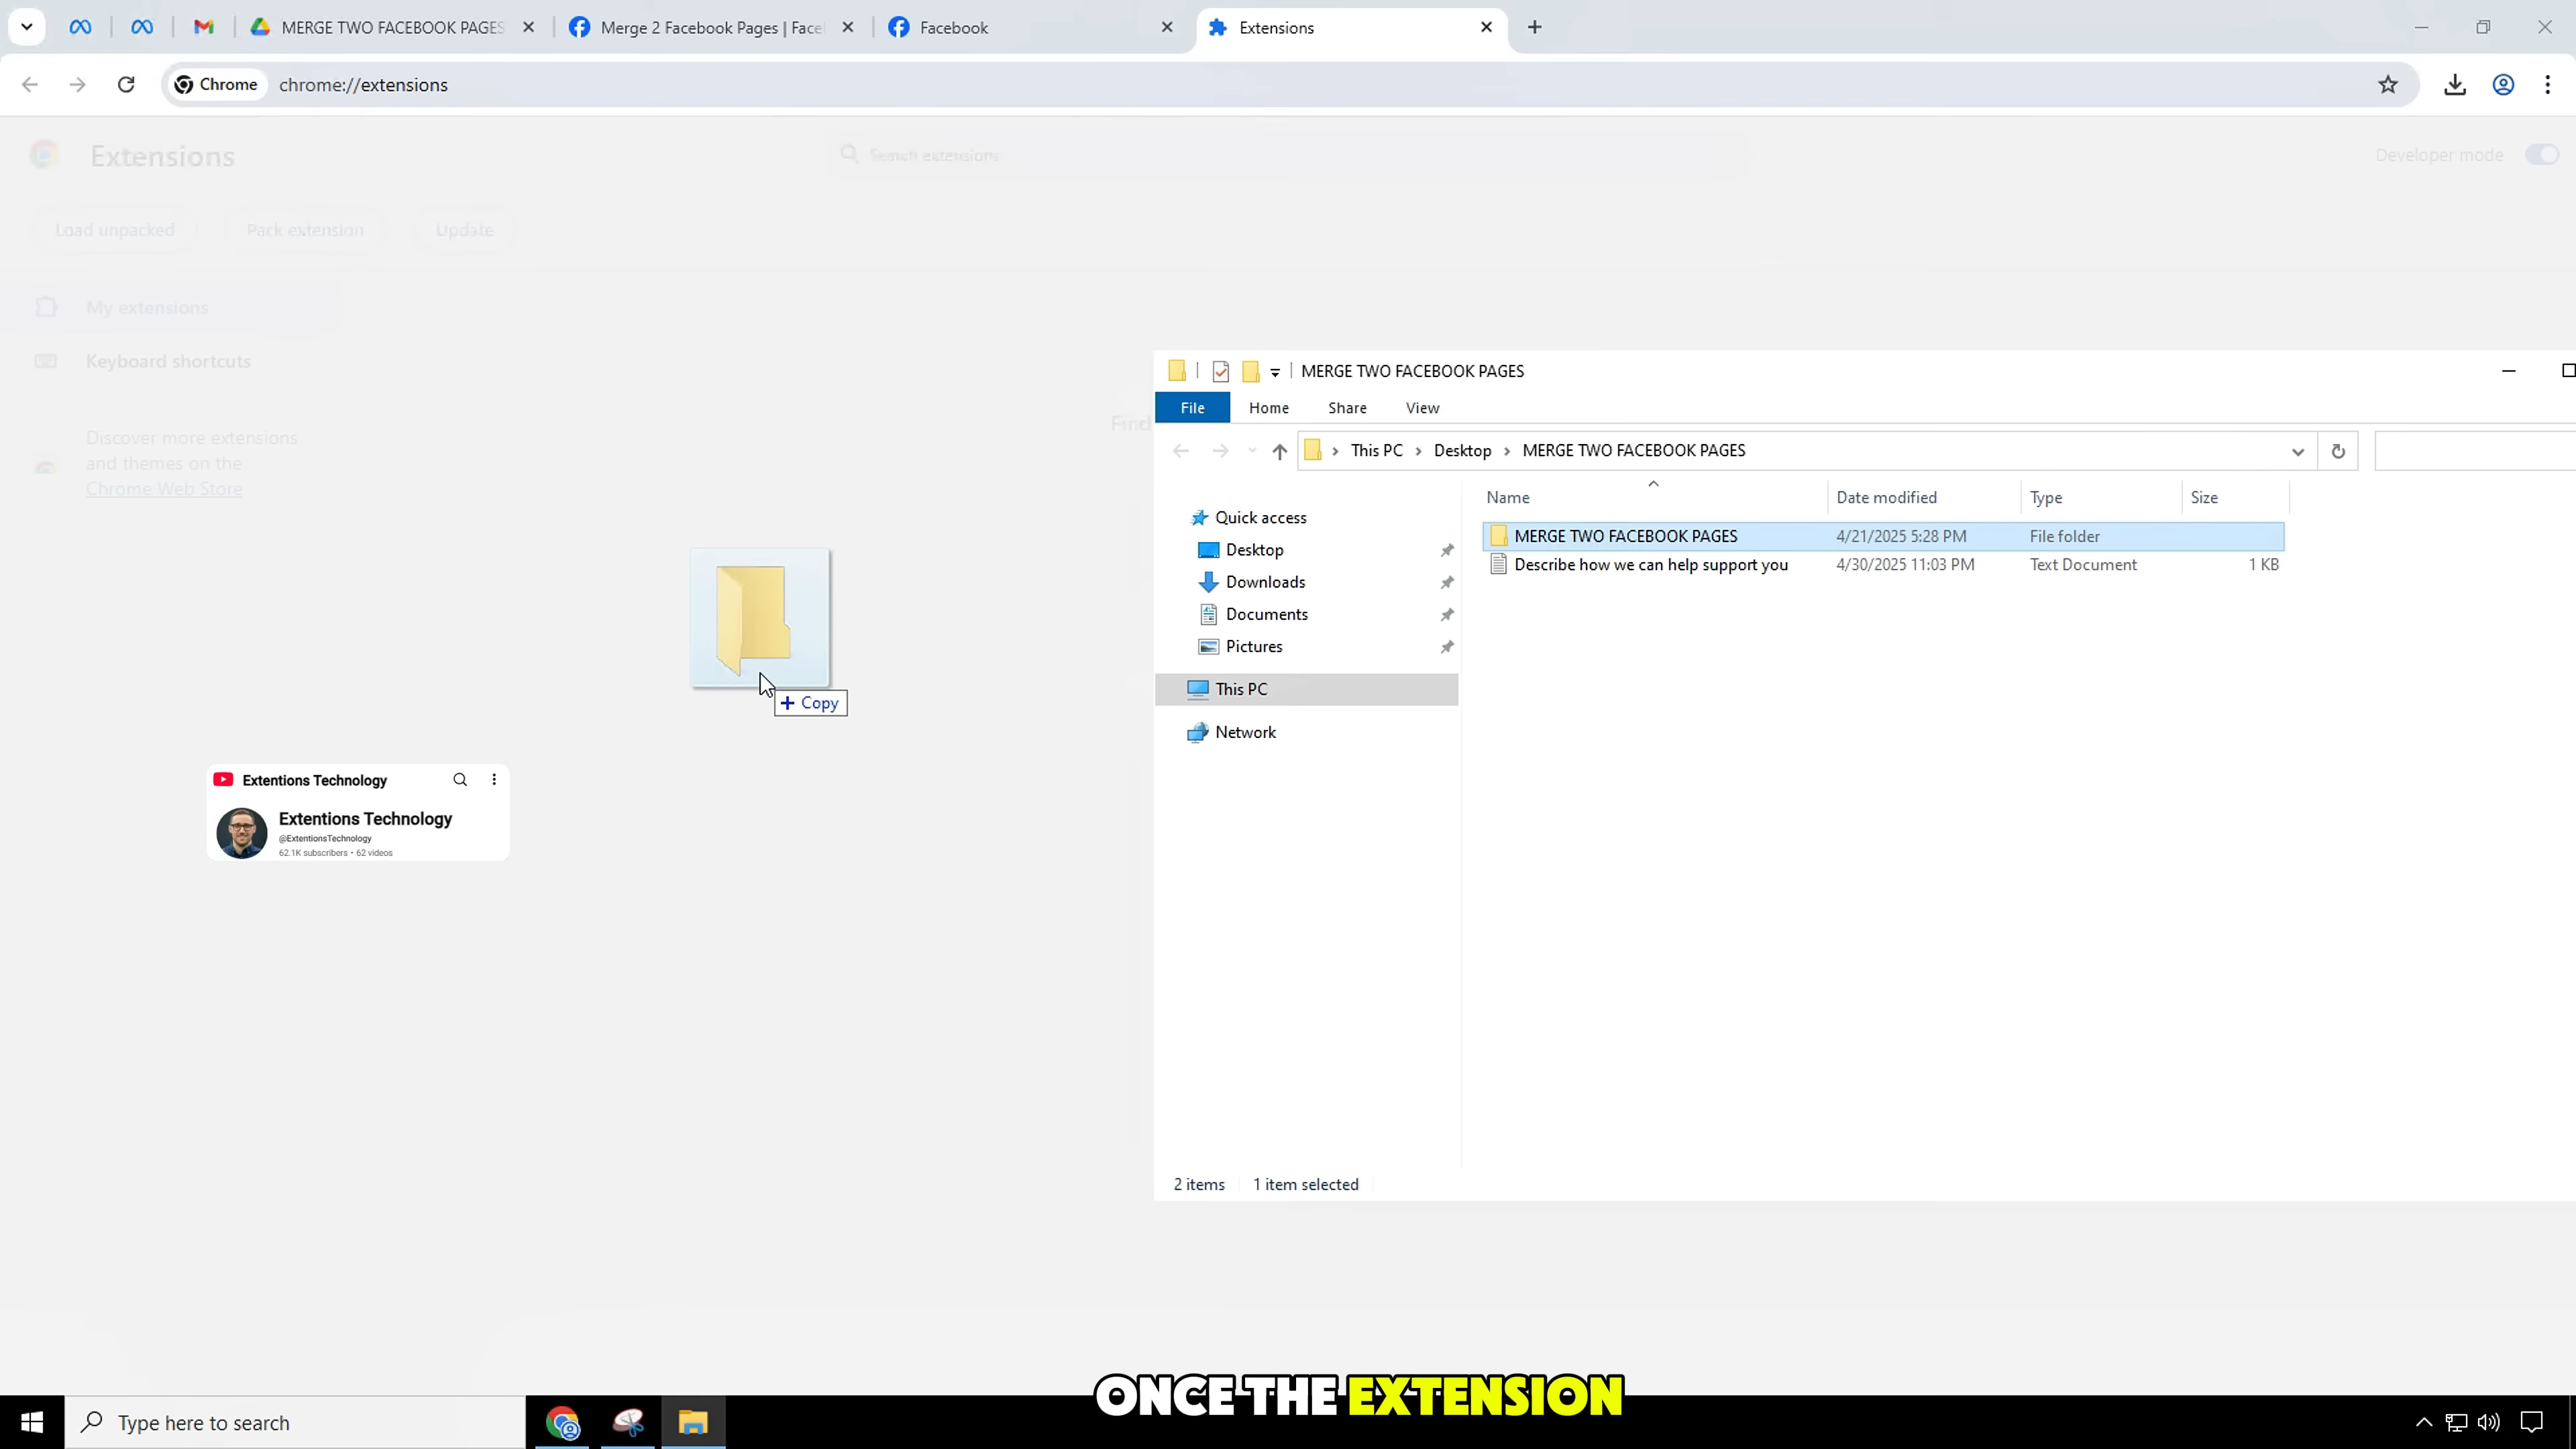 MERGE TWO FACEBOOK PAGES
Merge 2 Facebook Pages | Face
Facebook
Extensions
Chrome
chrome://extensions
Extensions
Search extensions
Developer mode
Load unpacked
Pack extension
Update
My extensions
Keyboard shortcuts
Discover more extensions
and themes on the
Chrome Web Store
Find
MERGE TWO FACEBOOK PAGES
File
Home
Share
View
This PC
Desktop
MERGE TWO FACEBOOK PAGES
Name
Date modified
Type
Size
Quick access
Desktop
Downloads
Documents
Pictures
This PC
Network
MERGE TWO FACEBOOK PAGES 4/21/2025 5:28 PM File folder
Describe how we can help support you 4/30/2025 11:03 PM Text Document 1 KB
+ Copy
Extentions Technology
Extentions Technology
@ExtentionsTechnology
62.1K subscribers • 62 videos
2 items
1 item selected
ONCE THE EXTENSION
Type here to search